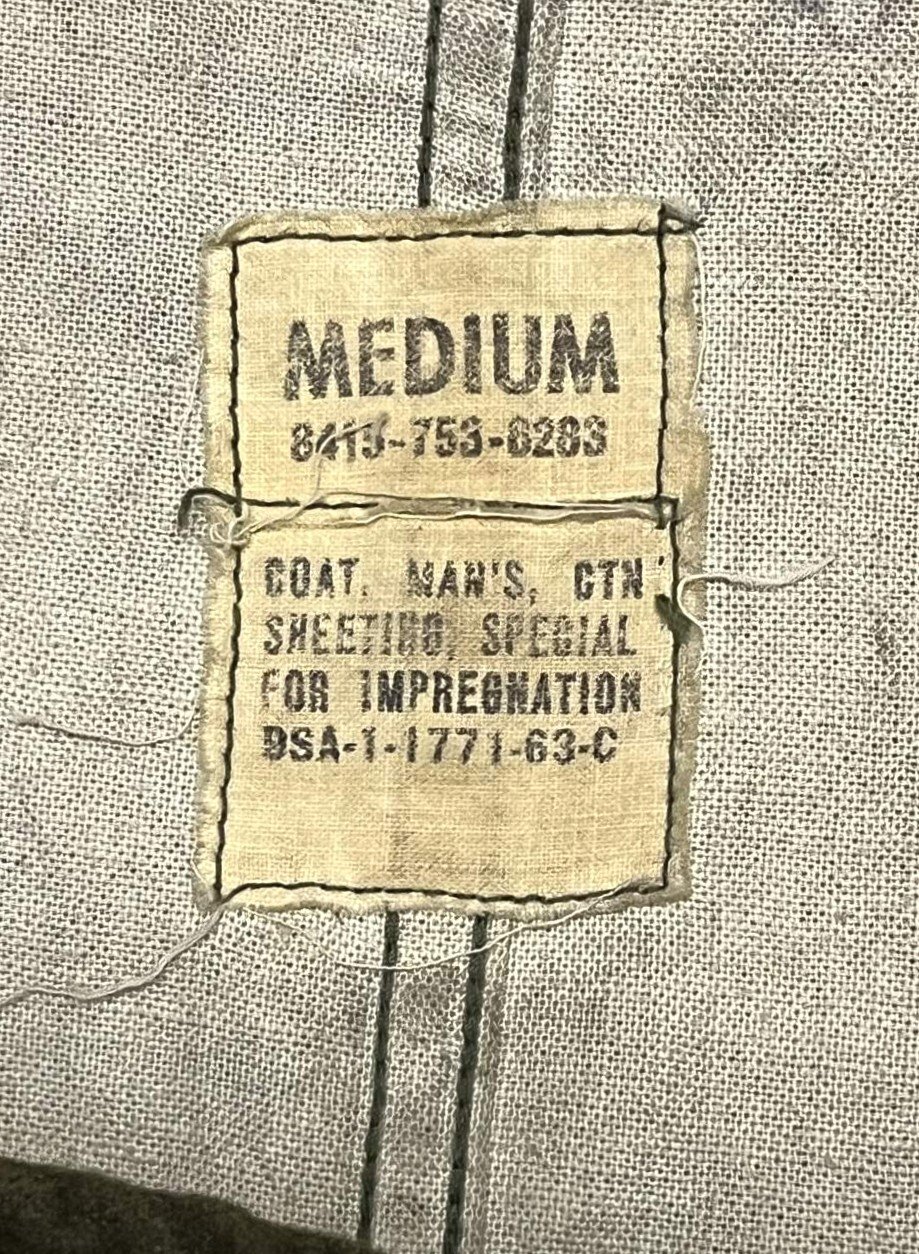 MEDIUM
8415-753-6283
COAT. MAN'S, CTN
SHEETING, SPECIAL
FOR IMPREGNATION
DSA-1-1771-63-C